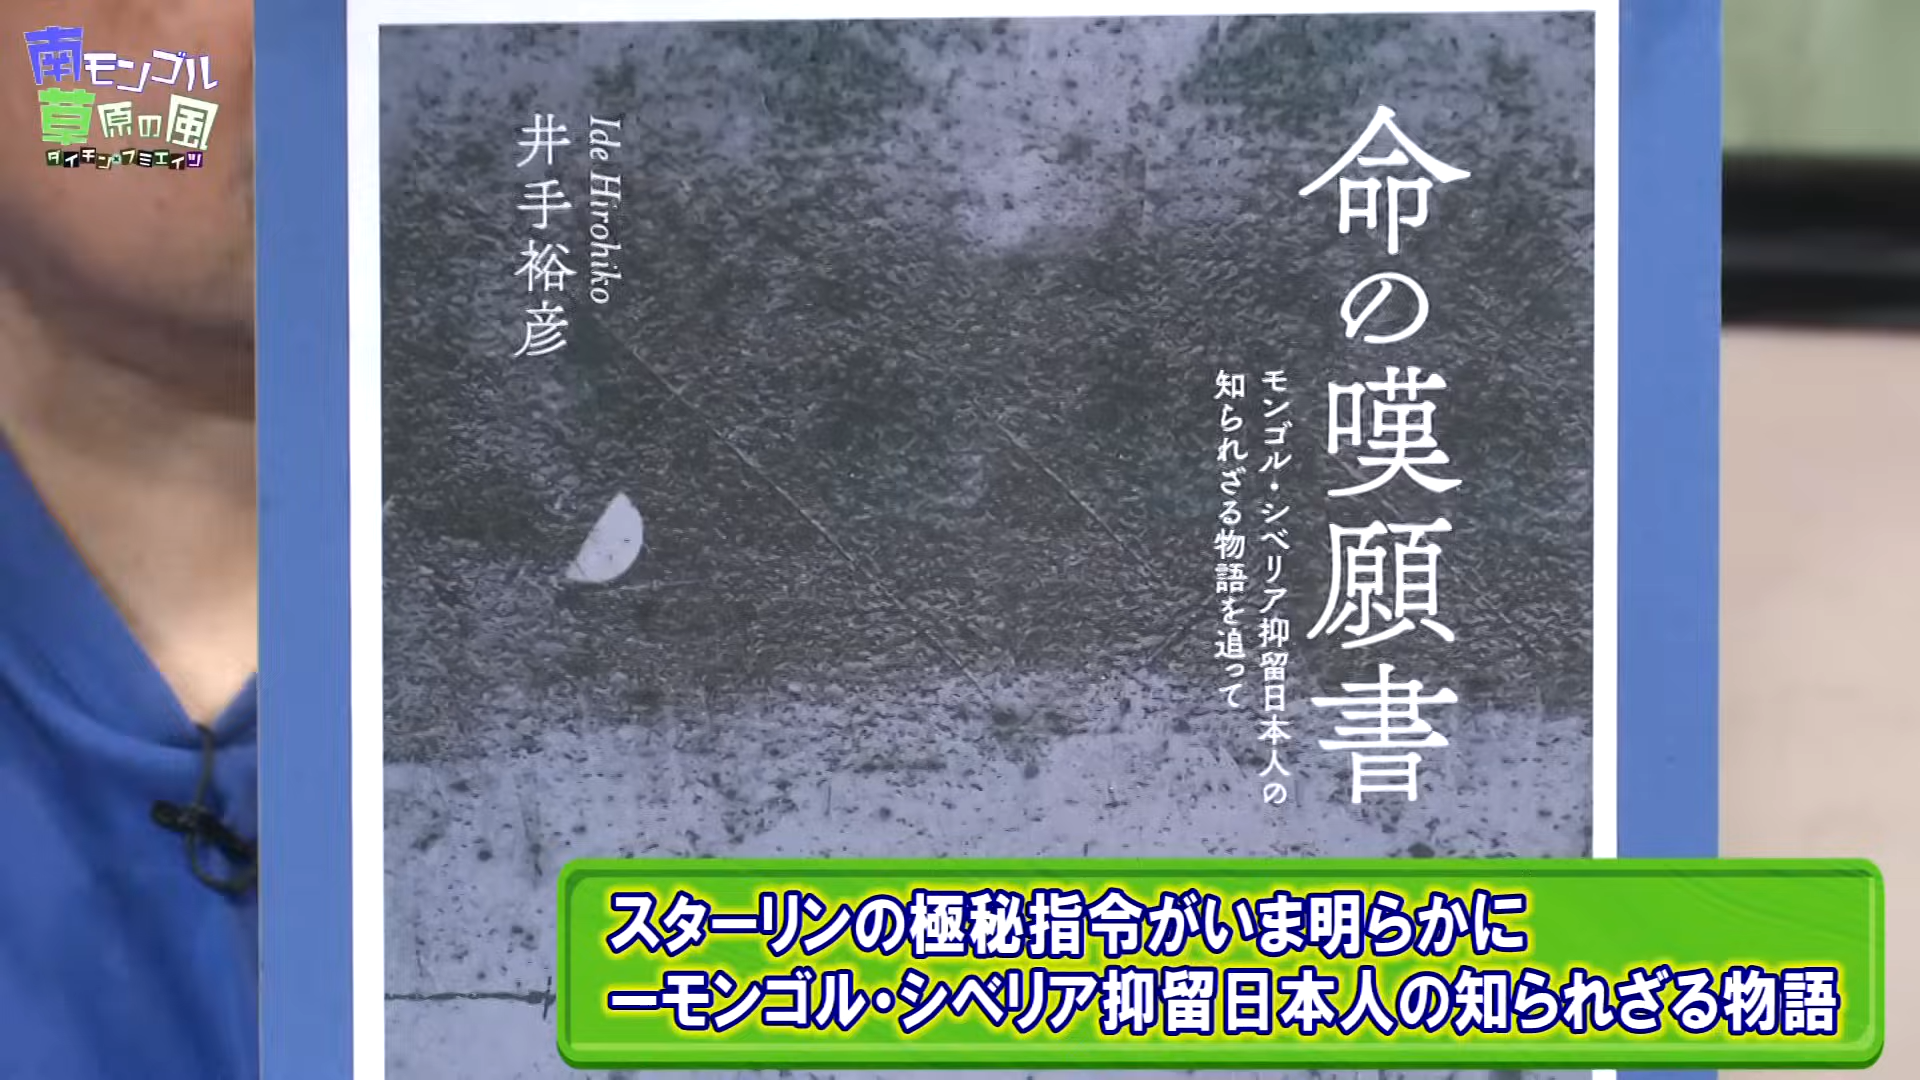 南モンゴル
草原の風
ダイチン×フミエイツ
命の嘆願書
モンゴル・シベリア抑留日本人の
知られざる物語を追って
Ide Hirohiko
井手裕彦
スターリンの極秘指令がいま明らかに
―モンゴル・シベリア抑留日本人の知られざる物語